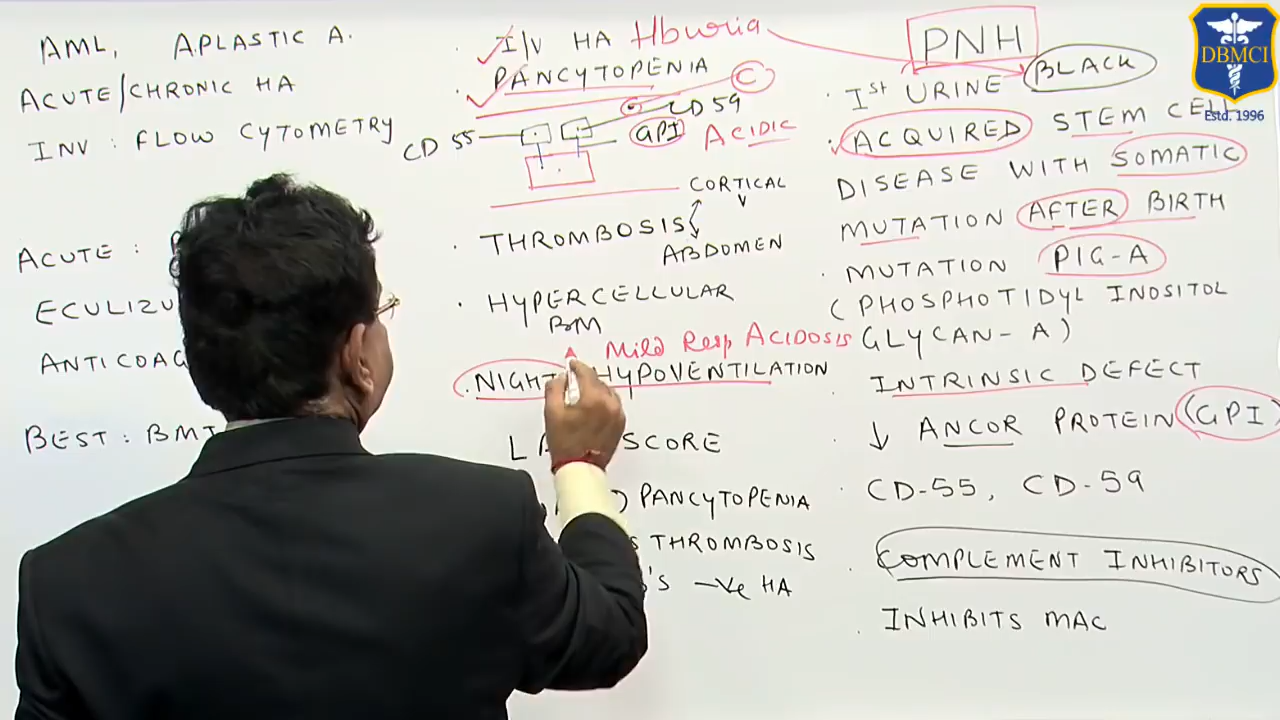 AML, APLASTIC A.
ACUTE/CHRONIC HA
INV : FLOW CYTOMETRY
ACUTE :
ECULIZU
ANTICOAG
BEST : BMT
I/V HA Hburia
PANCYTOPENIA C
CD 59
CD 55 GPI ACIDIC
CORTICAL V
THROMBOSIS
ABDOMEN
HYPERCELLULAR
BM
Mild Resp ACIDOSIS
NIGHT HYPOVENTILATION
SCORE
PANCYTOPENIA
THROMBOSIS
'S -Ve HA
PNH
Ist URINE BLACK
ACQUIRED STEM CELL
DISEASE WITH SOMATIC
MUTATION AFTER BIRTH
MUTATION PIG-A
(PHOSPHOTIDYL INOSITOL
GLYCAN-A)
INTRINSIC DEFECT
↓ ANCOR PROTEIN (GPI)
CD-55, CD-59
COMPLEMENT INHIBITORS
INHIBITS MAC
DBMCI
Estd. 1996